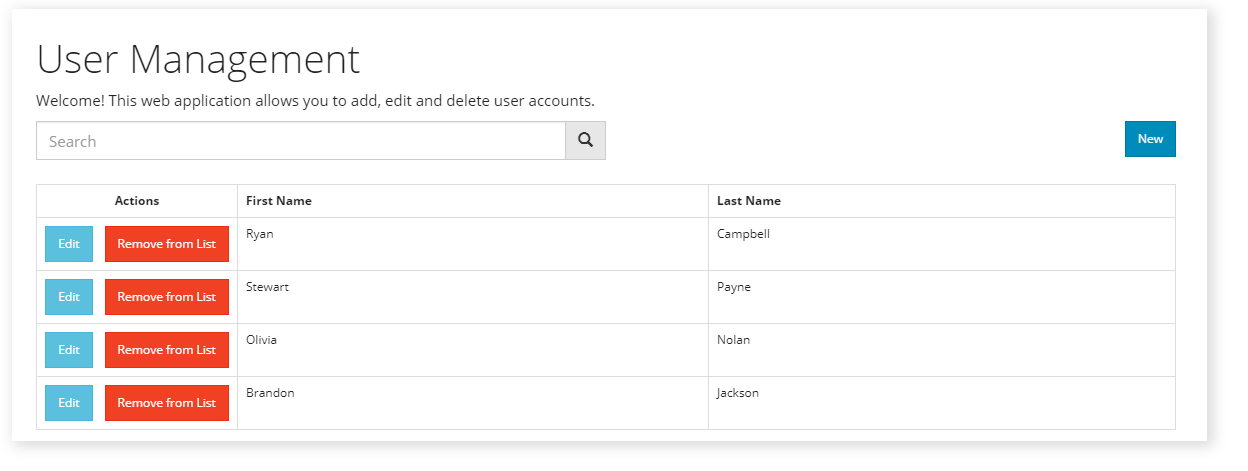 User Management
Welcome! This web application allows you to add, edit and delete user accounts.
Search
New
Actions First Name Last Name
Edit Remove from List Ryan Campbell
Edit Remove from List Stewart Payne
Edit Remove from List Olivia Nolan
Edit Remove from List Brandon Jackson